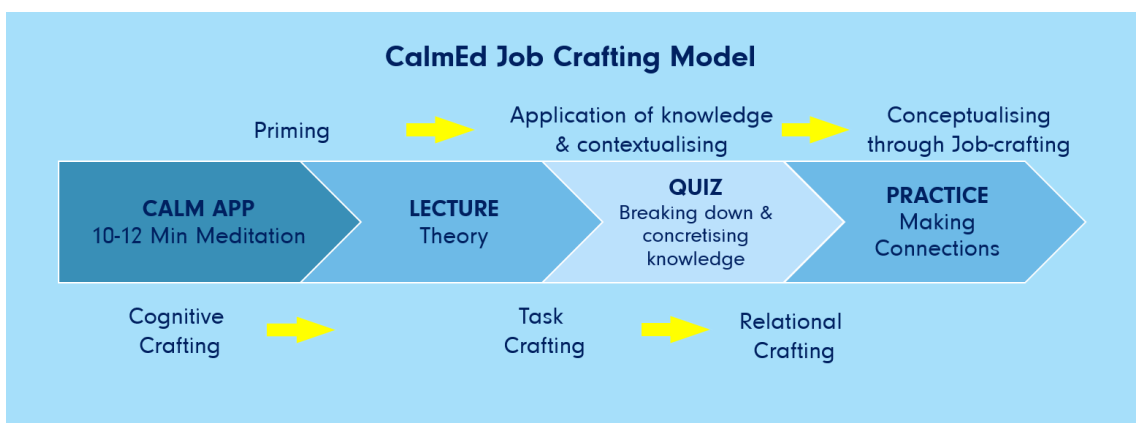 CalmEd Job Crafting Model
Priming
Application of knowledge
& contextualising
Conceptualising
through Job-crafting
CALM APP
10-12 Min Meditation
LECTURE
Theory
QUIZ
Breaking down &
concretising
knowledge
PRACTICE
Making
Connections
Cognitive
Crafting
Task
Crafting
Relational
Crafting